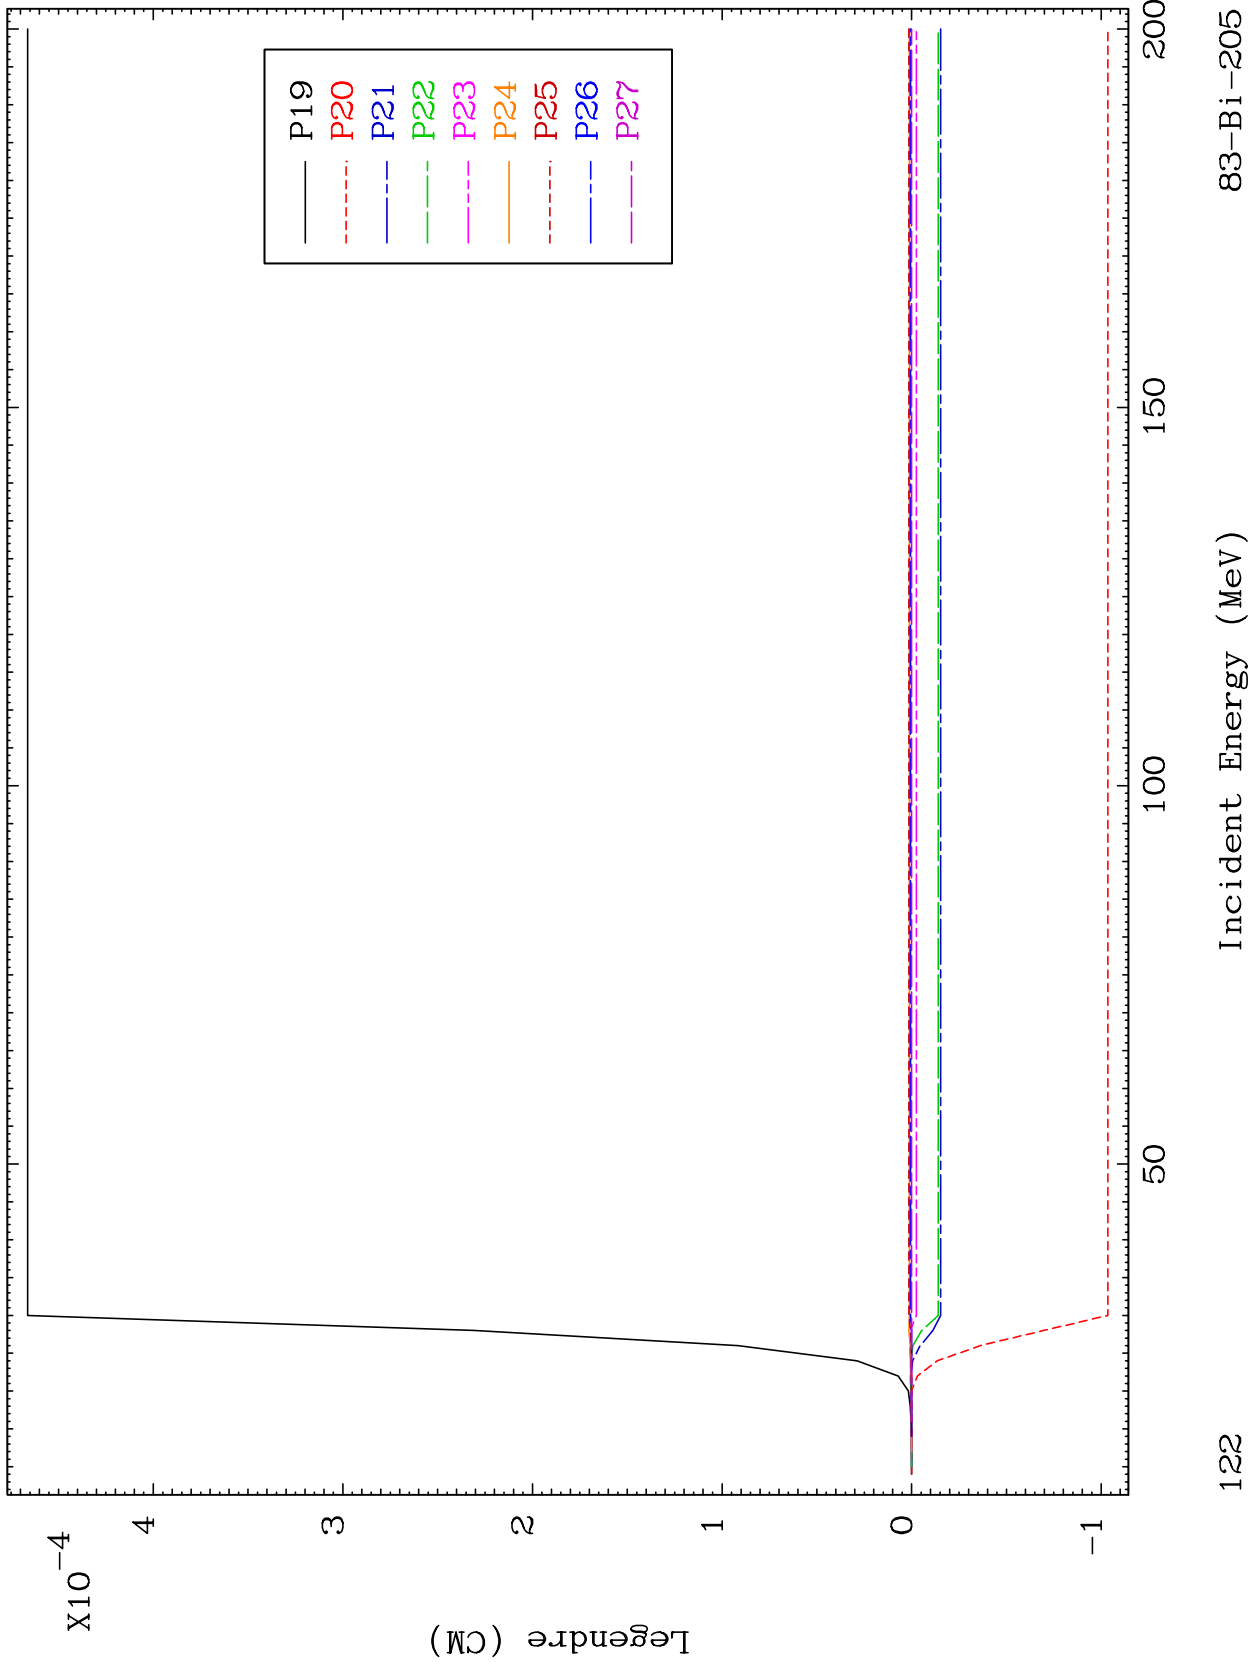 X10-4
4
3
2
1
0
-1
Legendre (CM)
P19
P20
P21
P22
P23
P24
P25
P26
P27
50
100
150
200
Incident Energy (MeV)
122
83-Bi-205